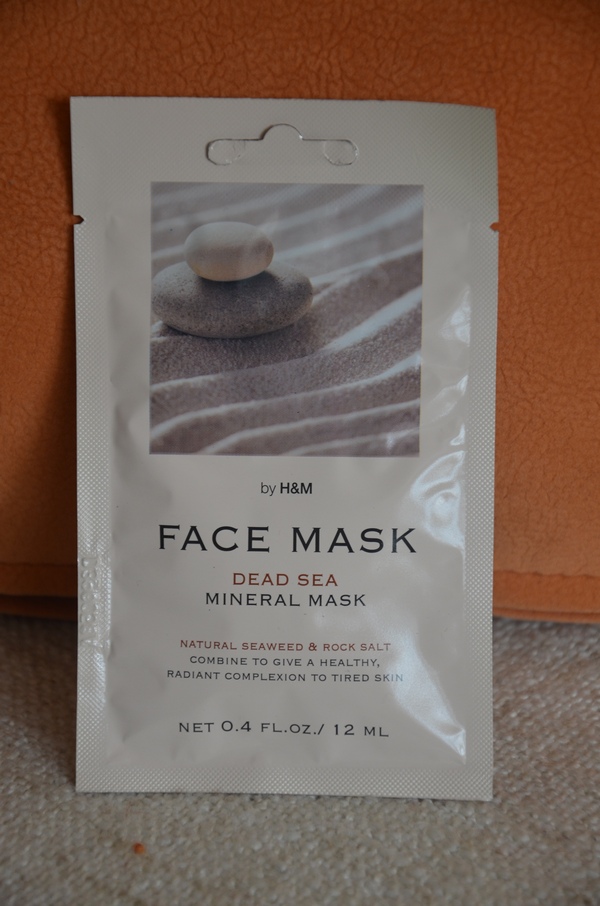 by H&M
FACE MASK
DEAD SEA
MINERAL MASK
NATURAL SEAWEED & ROCK SALT
COMBINE TO GIVE A HEALTHY,
RADIANT COMPLEXION TO TIRED SKIN
NET 0.4 FL.OZ./ 12 ML